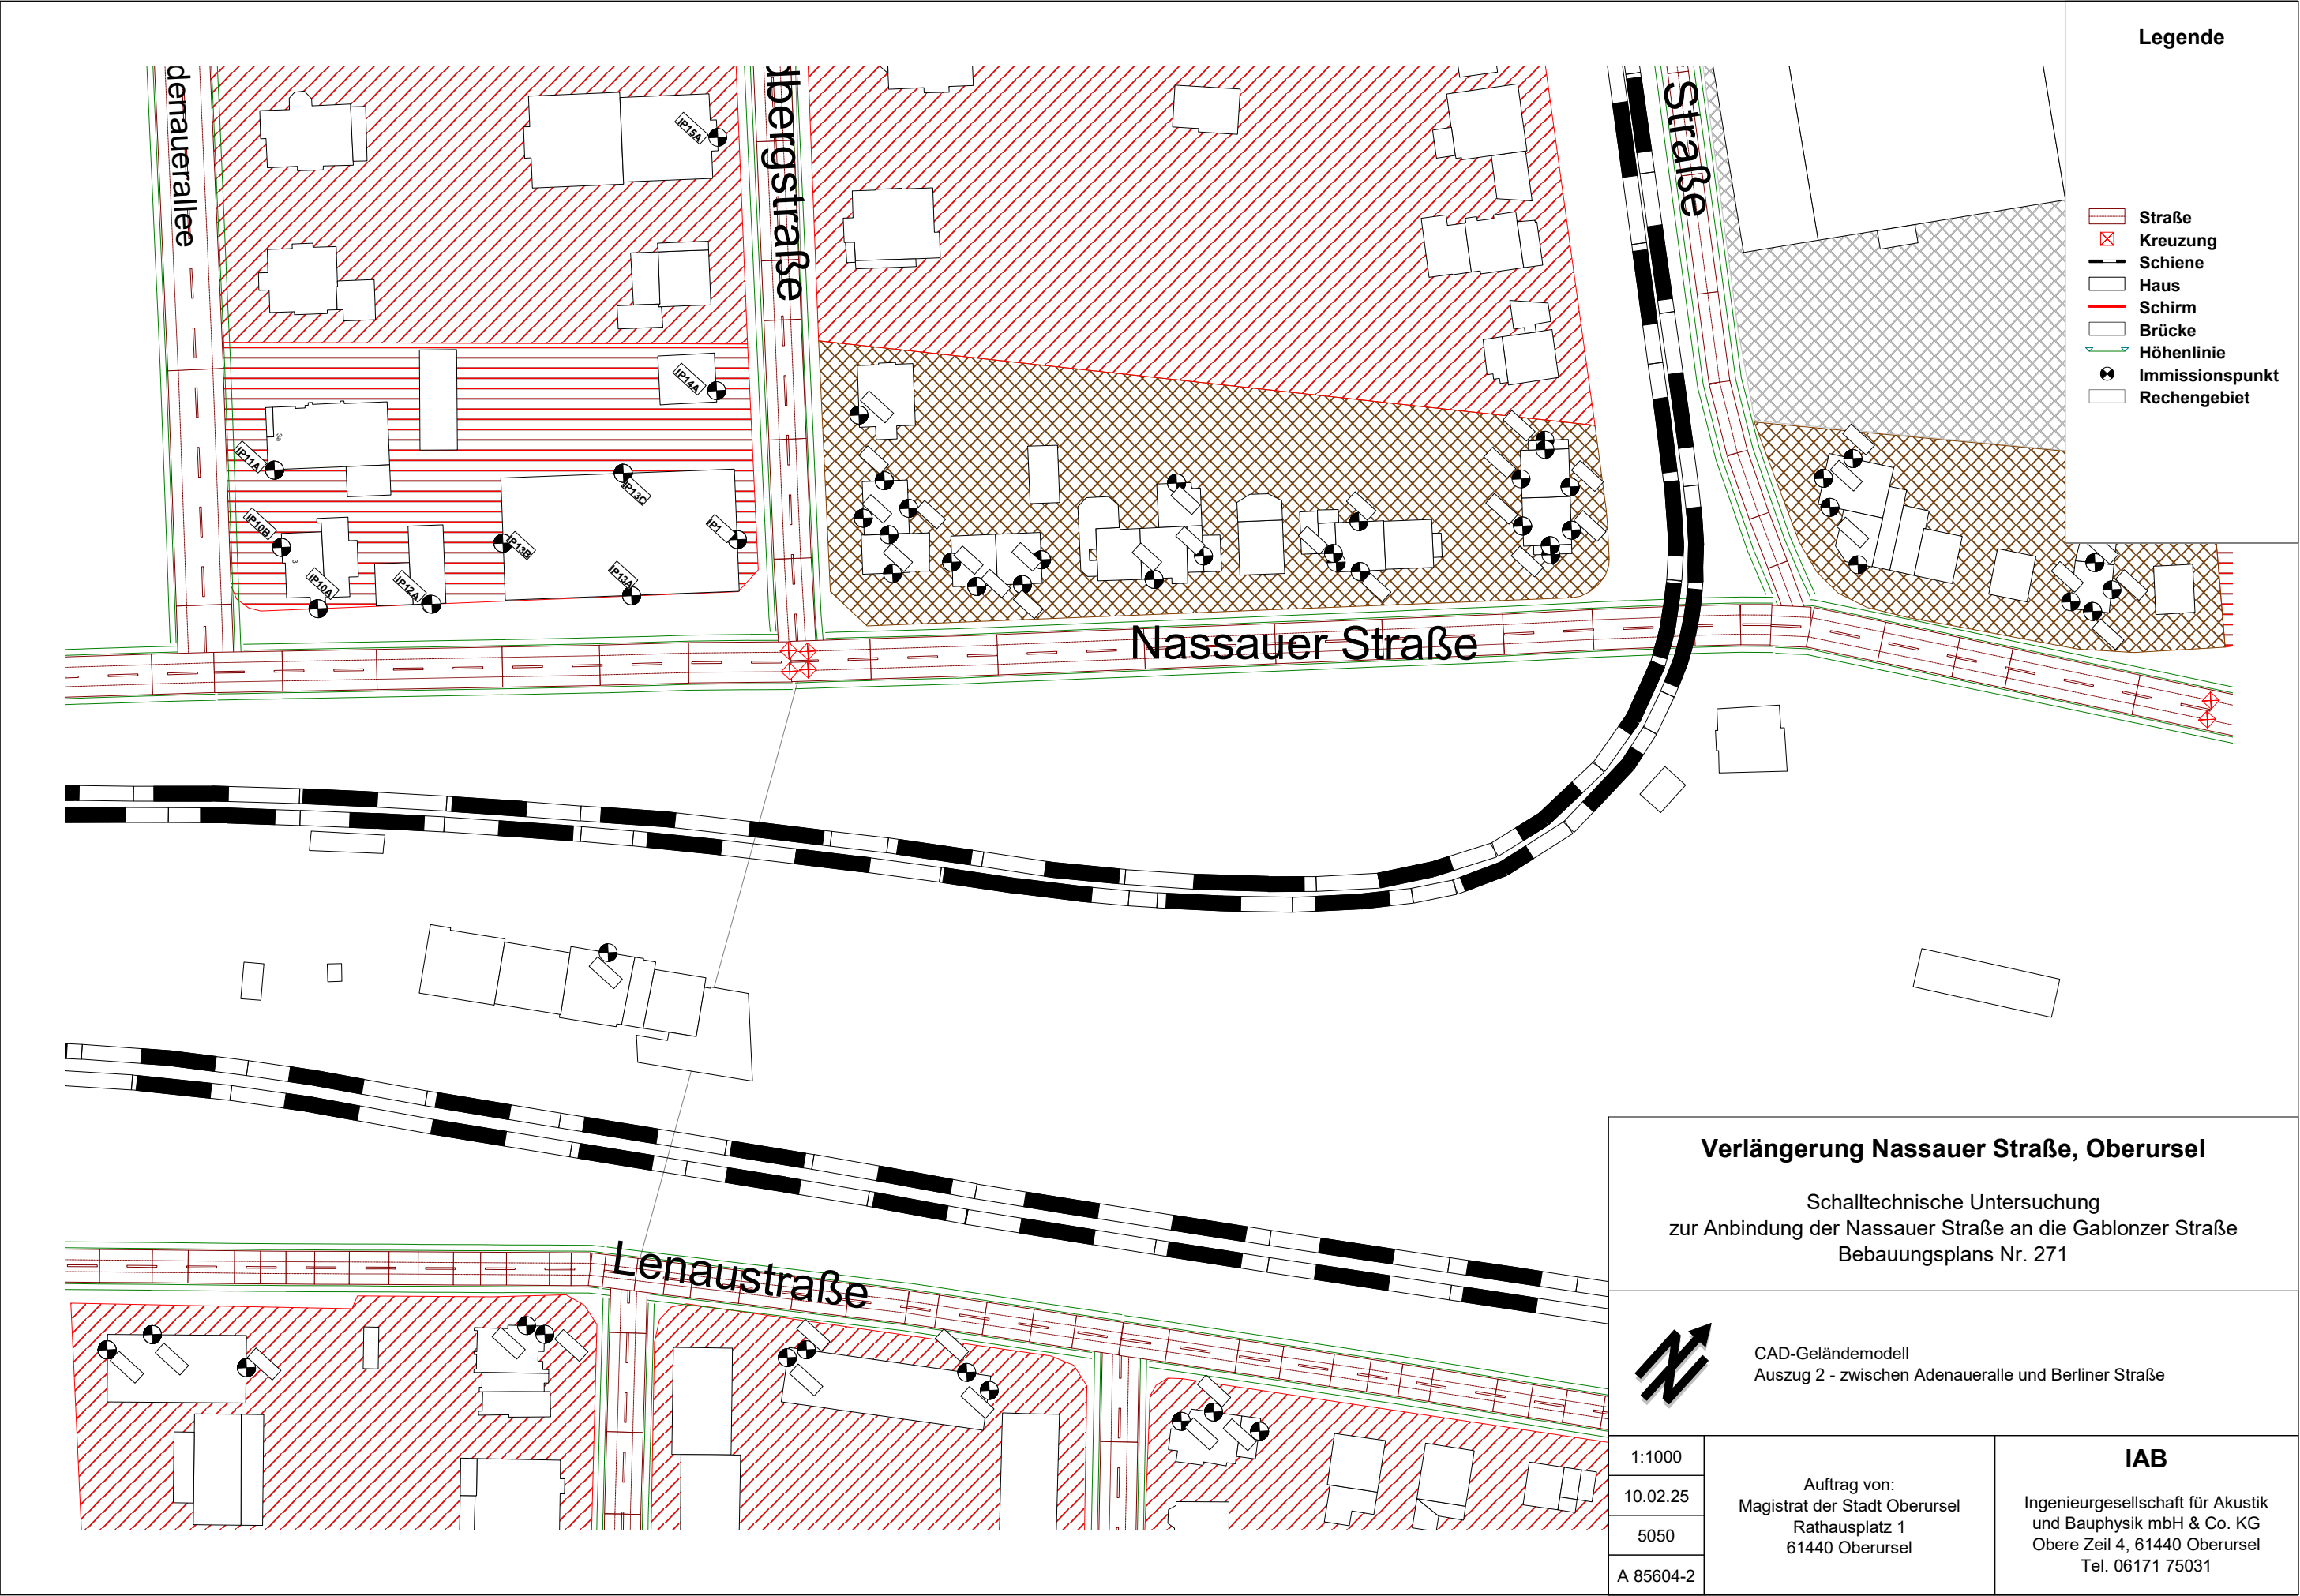 Legende
Straße
Kreuzung
Schiene
Haus
Schirm
Brücke
Höhenlinie
Immissionspunkt
Rechengebiet
denauerallee
dbergstraße
Straße
IP15A
IP14A
3a
IP11A
IP13C
IP10B
IP1
IP13B
3
IP10A
IP12A
IP13A
Nassauer Straße
Lenaustraße
Verlängerung Nassauer Straße, Oberursel
Schalltechnische Untersuchung
zur Anbindung der Nassauer Straße an die Gablonzer Straße
Bebauungsplans Nr. 271
CAD-Geländemodell
Auszug 2 - zwischen Adenaueralle und Berliner Straße
1:1000
10.02.25
5050
A 85604-2
Auftrag von:
Magistrat der Stadt Oberursel
Rathausplatz 1
61440 Oberursel
IAB
Ingenieurgesellschaft für Akustik
und Bauphysik mbH & Co. KG
Obere Zeil 4, 61440 Oberursel
Tel. 06171 75031